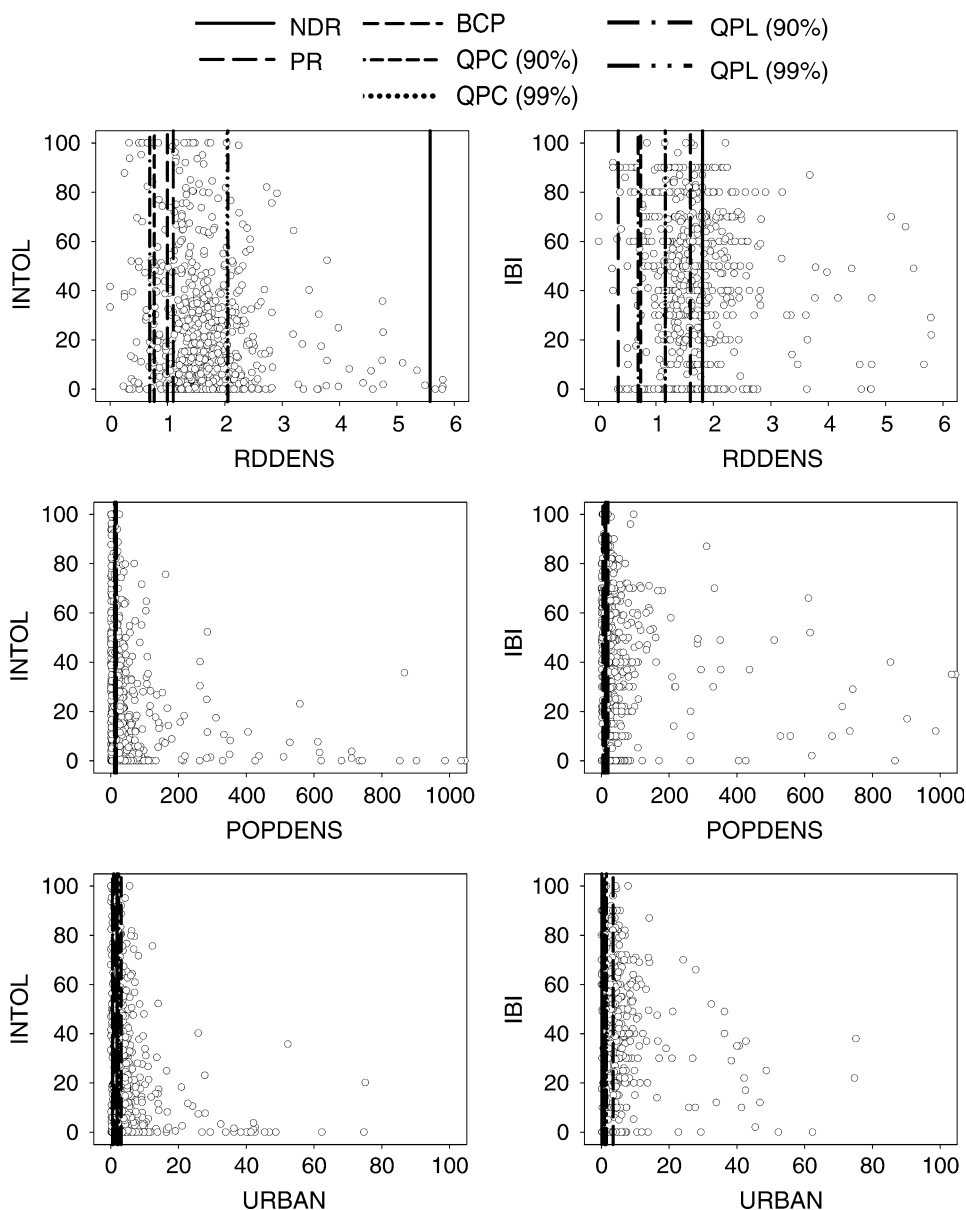 NDR BCP QPL (90%)
PR QPC (90%) QPL (99%)
QPC (99%)
INTOL
100
80
60
40
20
0
0 1 2 3 4 5 6
RDDENS
IBI
100
80
60
40
20
0
0 1 2 3 4 5 6
RDDENS
INTOL
100
80
60
40
20
0
0 200 400 600 800 1000
POPDENS
IBI
100
80
60
40
20
0
0 200 400 600 800 1000
POPDENS
INTOL
100
80
60
40
20
0
0 20 40 60 80 100
URBAN
IBI
100
80
60
40
20
0
0 20 40 60 80 100
URBAN